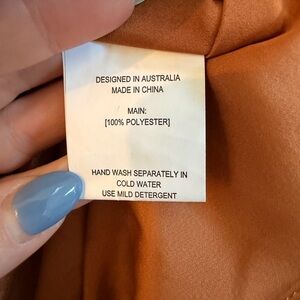 DESIGNED IN AUSTRALIA
MADE IN CHINA
MAIN:
[100% POLYESTER]
HAND WASH SEPARATELY IN
COLD WATER
USE MILD DETERGENT